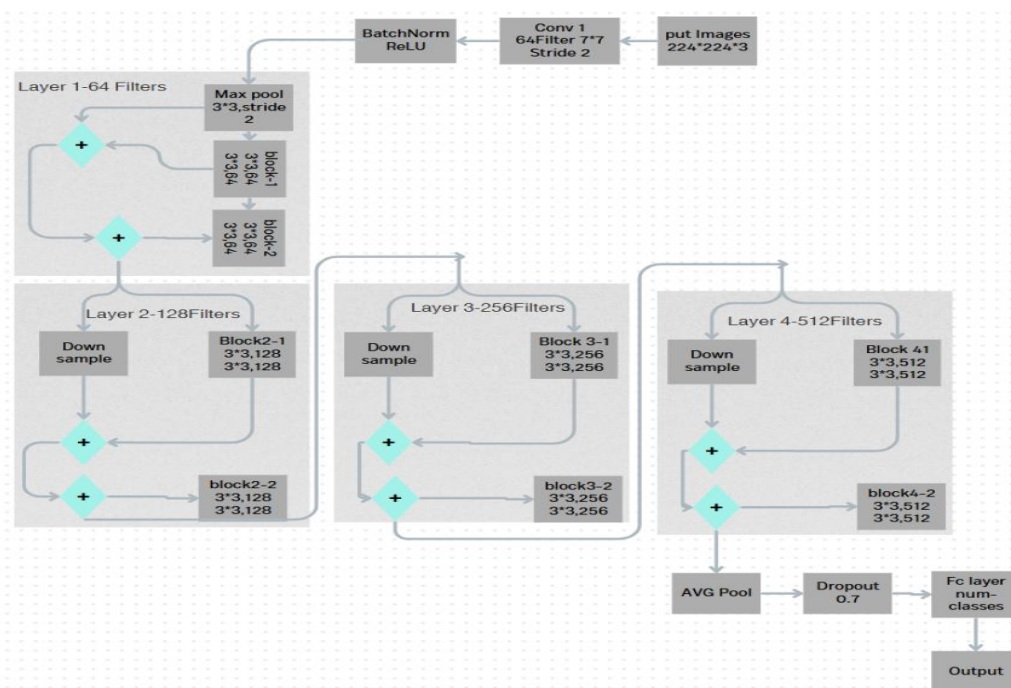 put Images
224*224*3
Conv 1
64Filter 7*7
Stride 2
BatchNorm
ReLU
Layer 1-64 Filters
Max pool
3*3,stride
2
+
block-1
3*3,64
3*3,64
block-2
3*3,64
3*3,64
+
Layer 2-128Filters
Down
sample
Block2-1
3*3,128
3*3,128
+
+
block2-2
3*3,128
3*3,128
Layer 3-256Filters
Down
sample
Block 3-1
3*3,256
3*3,256
+
+
block3-2
3*3,256
3*3,256
Layer 4-512Filters
Down
sample
Block 41
3*3,512
3*3,512
+
+
block4-2
3*3,512
3*3,512
AVG Pool
Dropout
0.7
Fc layer
num-
classes
Output